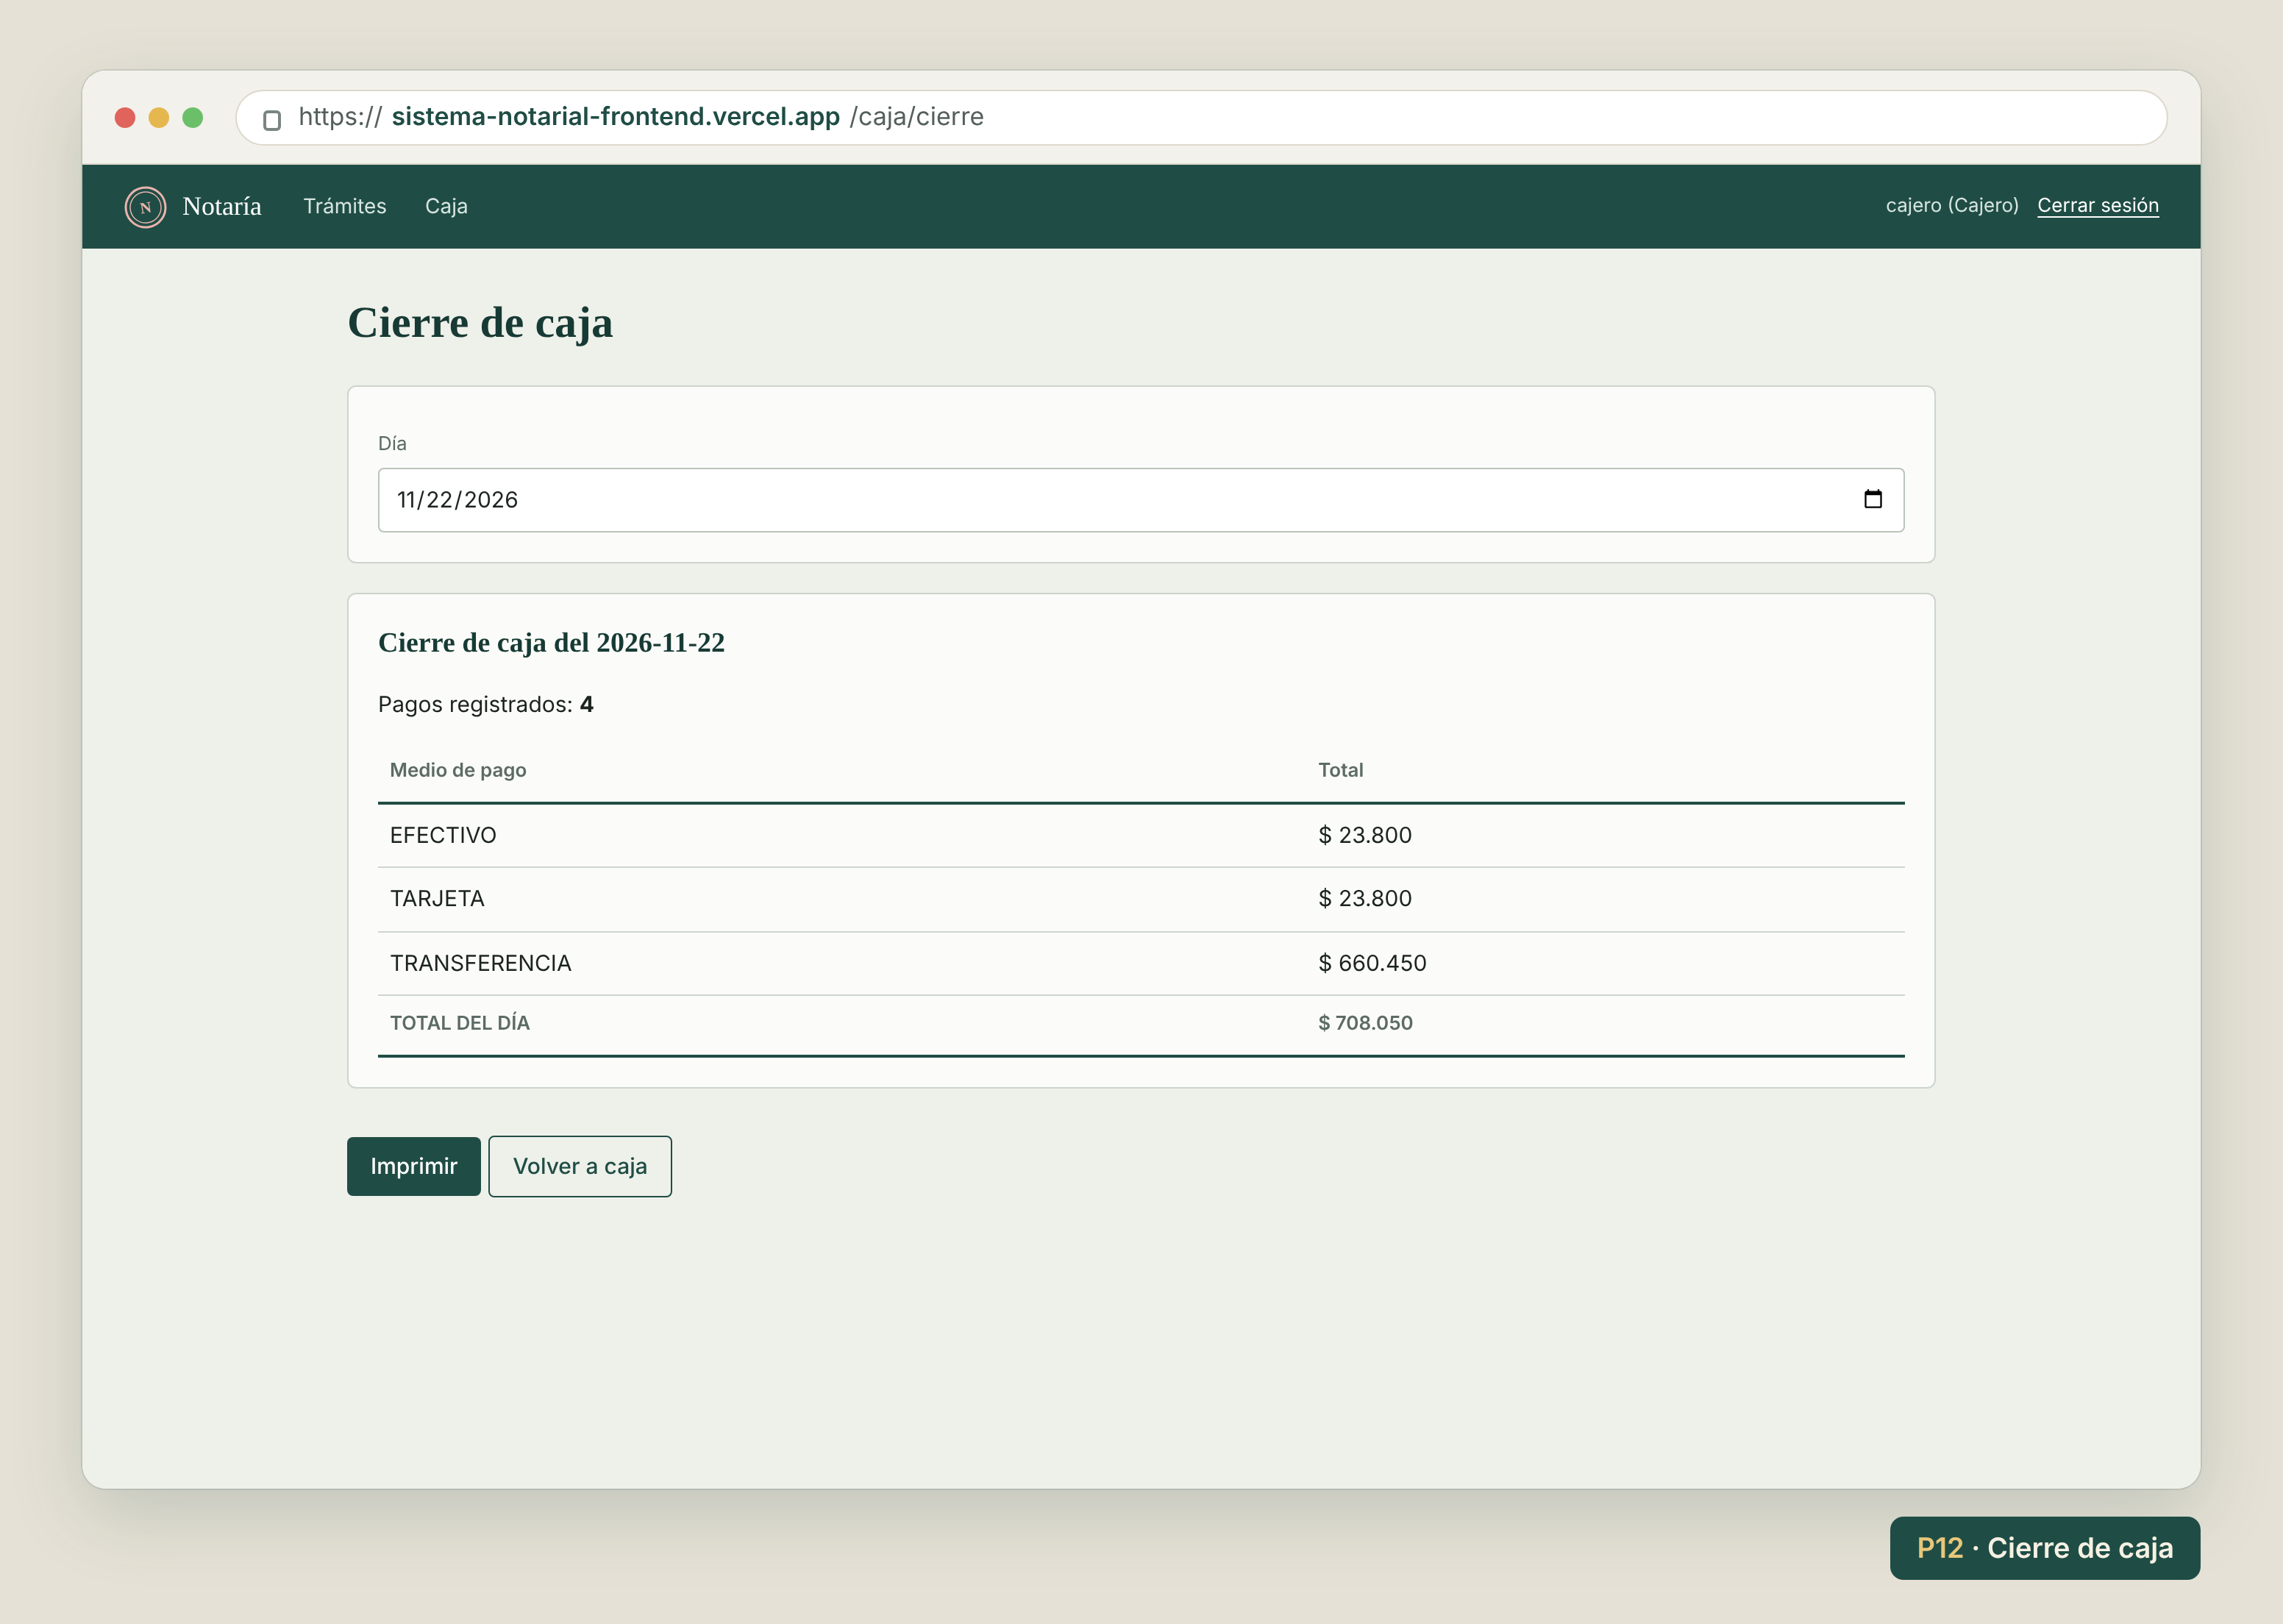 https:// sistema-notarial-frontend.vercel.app /caja/cierre
N Notaría Trámites Caja cajero (Cajero) Cerrar sesión
Cierre de caja
Día
11/22/2026
Cierre de caja del 2026-11-22
Pagos registrados: 4
Medio de pago Total
EFECTIVO $ 23.800
TARJETA $ 23.800
TRANSFERENCIA $ 660.450
TOTAL DEL DÍA $ 708.050
Imprimir Volver a caja
P12 · Cierre de caja